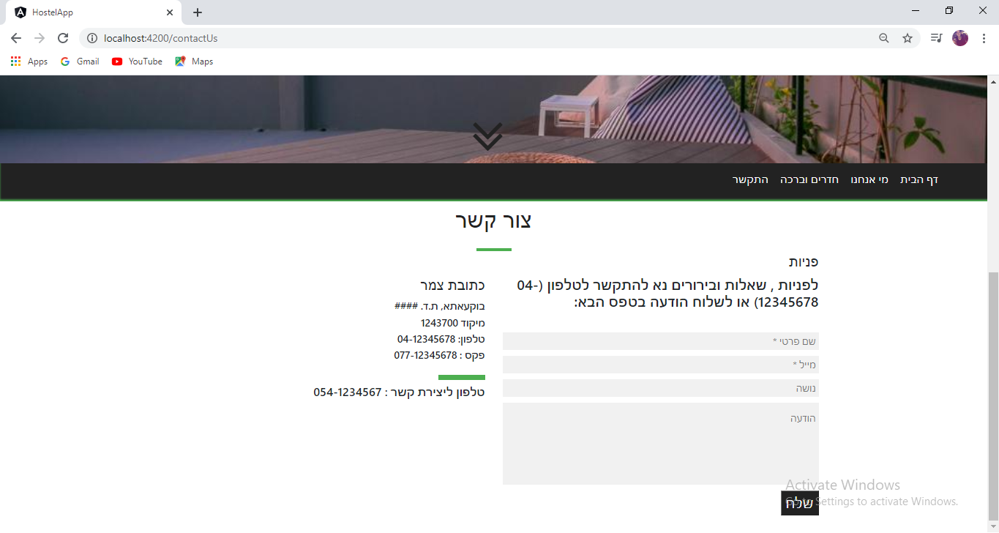 HostelApp
localhost:4200/contactUs
Apps Gmail YouTube Maps
דף הבית מי אנחנו חדרים וברכה התקשר
צור קשר
פניות
לפניות , שאלות ובירורים נא להתקשר לטלפון (04-
12345678) או לשלוח הודעה בטפס הבא:
שם פרטי *
מייל *
נושה
הודעה
שלח
כתובת צמר
בוקעאתא, ת.ד. ####
מיקוד 1243700
טלפון: 04-12345678
פקס : 077-12345678
טלפון ליצירת קשר : 054-1234567
Activate Windows
Go to Settings to activate Windows.